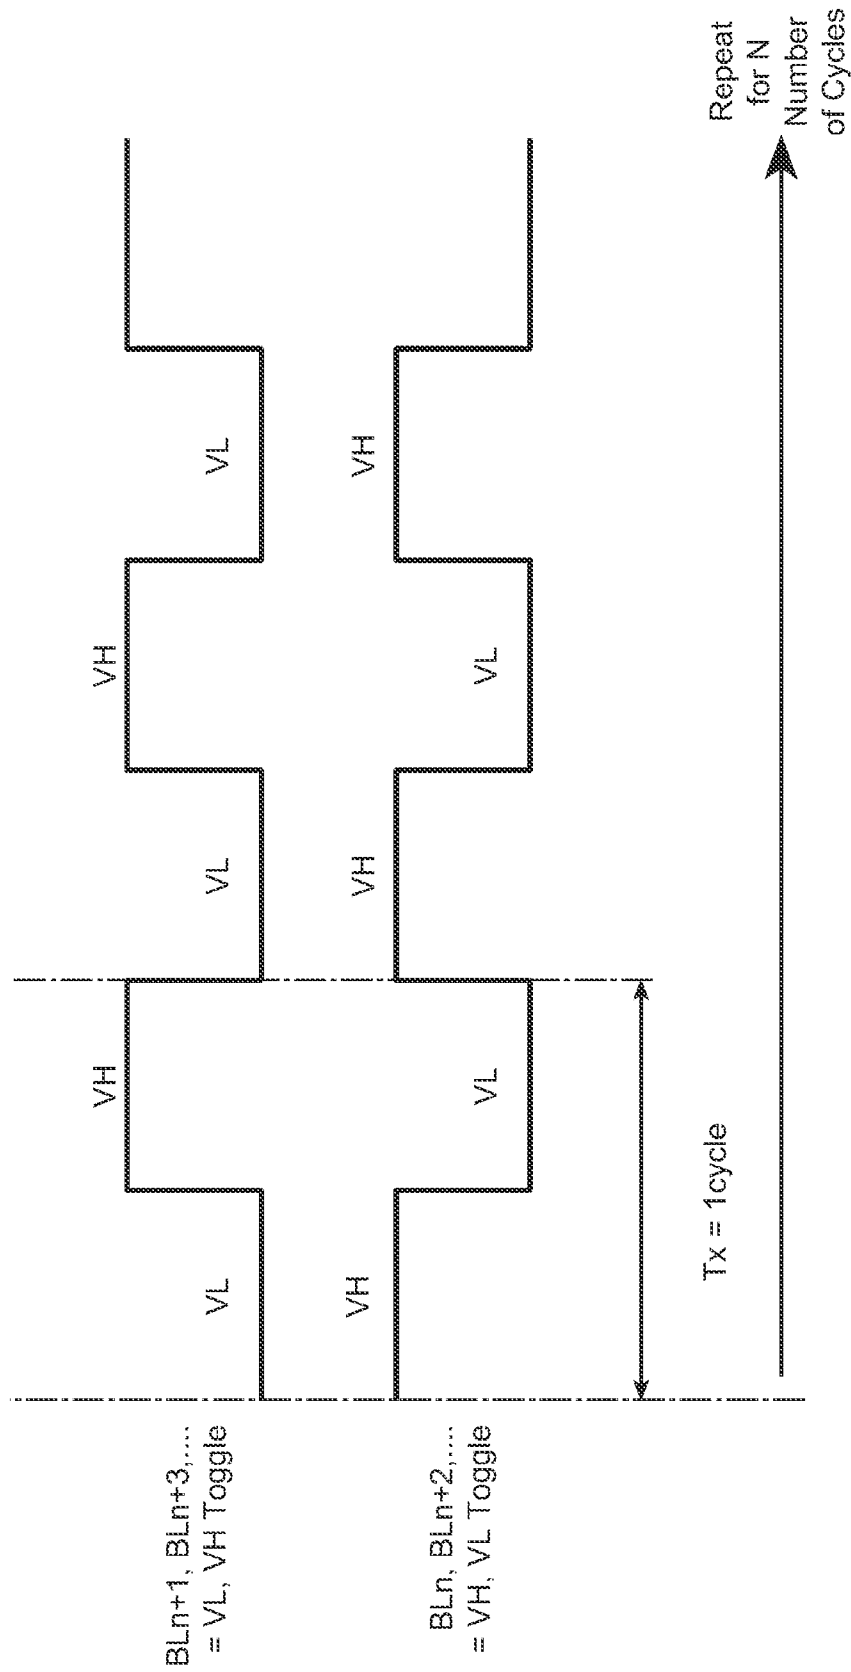 BLn+1, BLn+3,....
= VL, VH Toggle
VL
VH
VL
VH
VL
BLn, BLn+2,....
= VH, VL Toggle
VH
VL
VH
VL
VH
Tx = 1cycle
Repeat
for N
Number
of Cycles